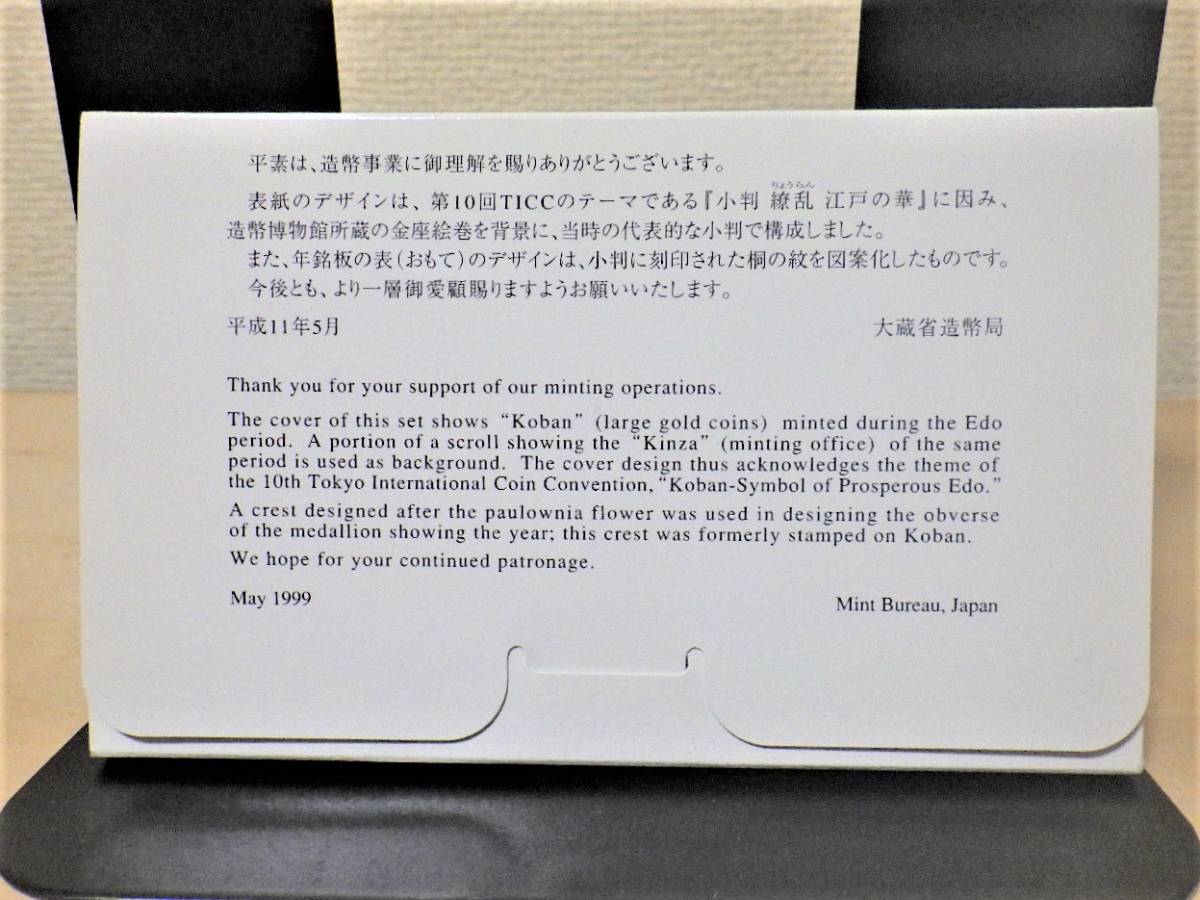 平素は、造幣事業に御理解を賜りありがとうございます。
表紙のデザインは、第10回TICCのテーマである『小判 繚乱 江戸の華』に因み、
りょうらん
造幣博物館所蔵の金座絵巻を背景に、当時の代表的な小判で構成しました。
また、年銘板の表(おもて)のデザインは、小判に刻印された桐の紋を図案化したものです。
今後とも、より一層御愛顧賜りますようお願いいたします。
平成11年5月 大蔵省造幣局
Thank you for your support of our minting operations.
The cover of this set shows “Koban” (large gold coins) minted during the Edo
period. A portion of a scroll showing the “Kinza” (minting office) of the same
period is used as background. The cover design thus acknowledges the theme of
the 10th Tokyo International Coin Convention, “Koban-Symbol of Prosperous Edo.”
A crest designed after the paulownia flower was used in designing the obverse
of the medallion showing the year; this crest was formerly stamped on Koban.
We hope for your continued patronage.
May 1999 Mint Bureau, Japan